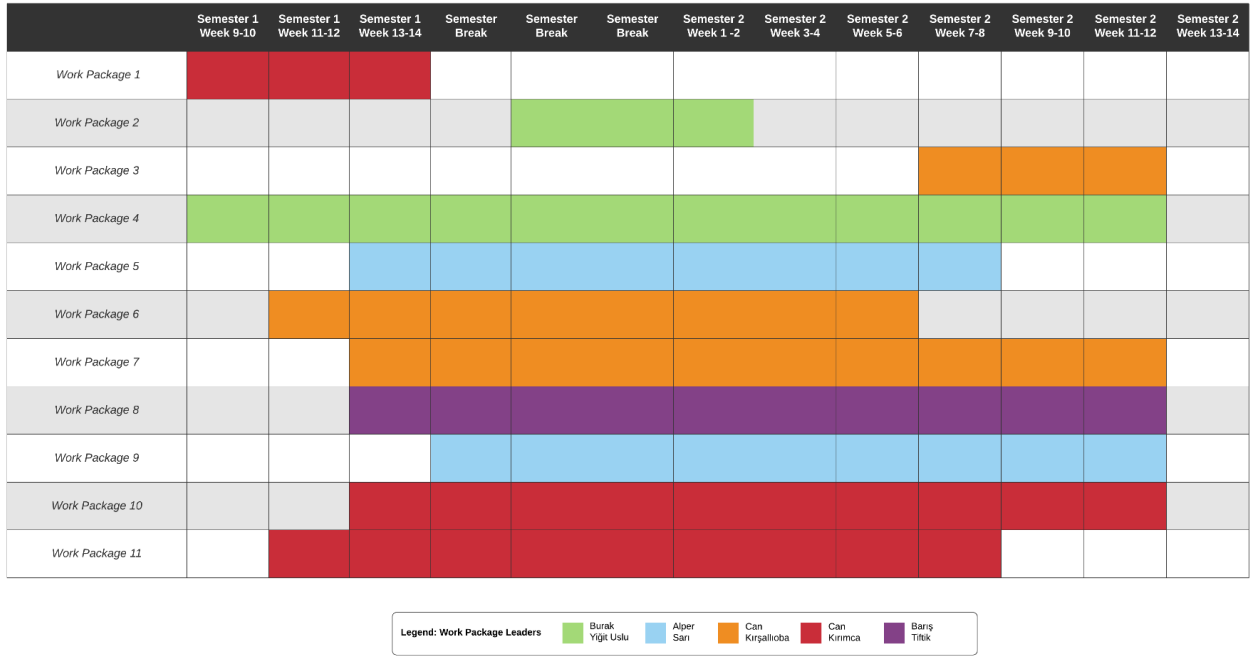 Semester 1 Week 9-10
Semester 1 Week 11-12
Semester 1 Week 13-14
Semester Break
Semester Break
Semester Break
Semester 2 Week 1 -2
Semester 2 Week 3-4
Semester 2 Week 5-6
Semester 2 Week 7-8
Semester 2 Week 9-10
Semester 2 Week 11-12
Semester 2 Week 13-14
Work Package 1
Work Package 2
Work Package 3
Work Package 4
Work Package 5
Work Package 6
Work Package 7
Work Package 8
Work Package 9
Work Package 10
Work Package 11
Legend: Work Package Leaders
Burak
Yiğit Uslu
Alper
Sarı
Can
Kırşallıoba
Can
Kırımca
Barış
Tiftik